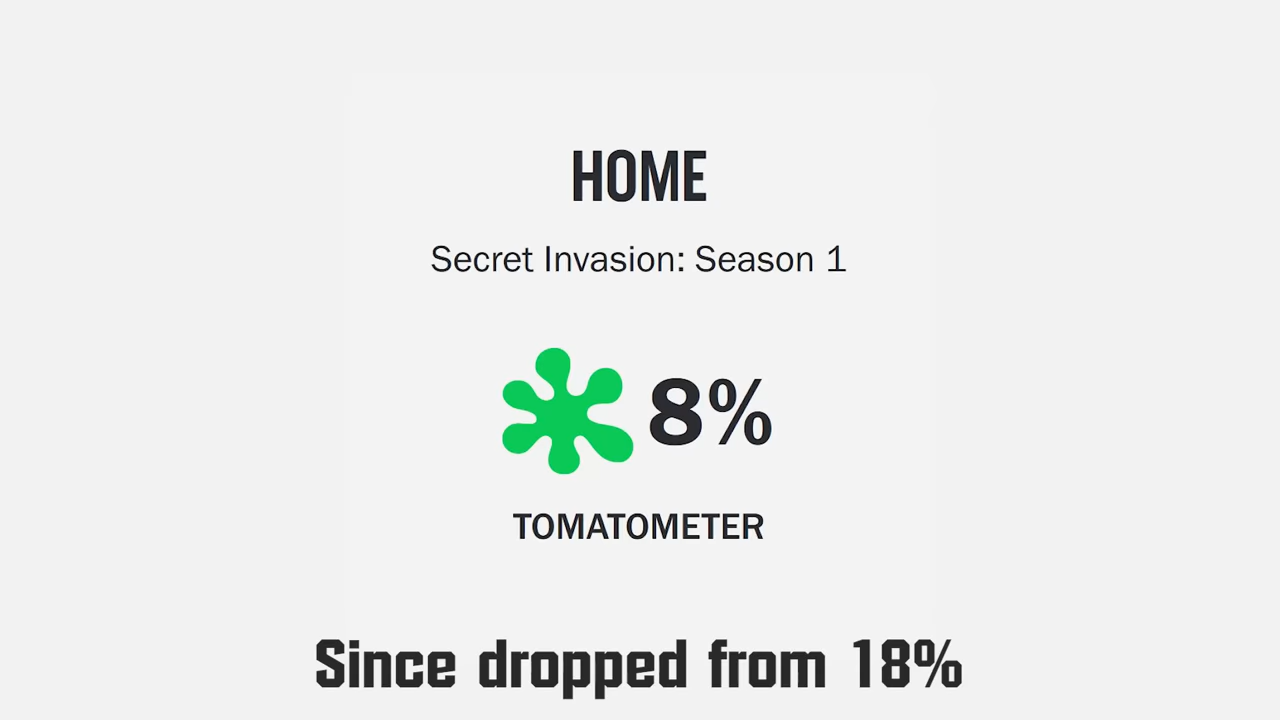 HOME
Secret Invasion: Season 1
8%
TOMATOMETER
Since dropped from 18%